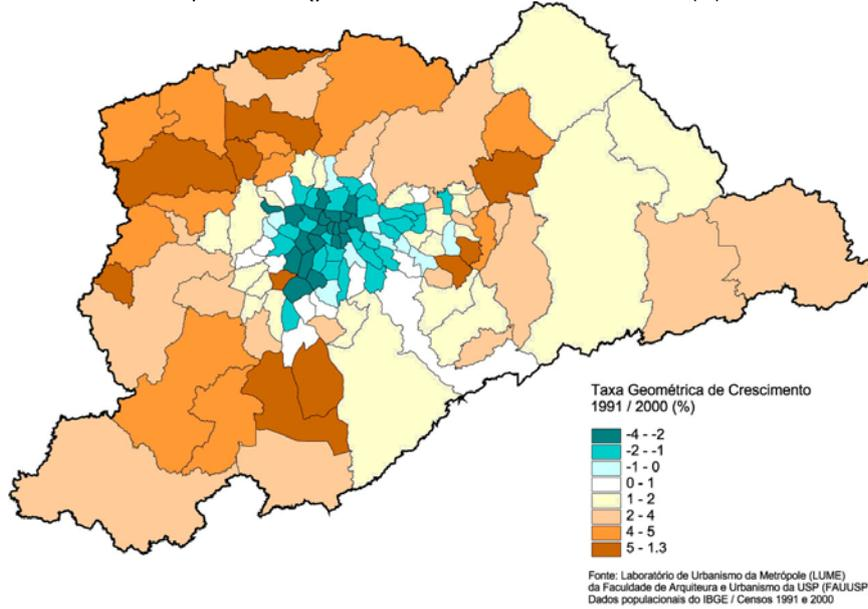 Taxa Geométrica de Crescimento
1991 / 2000 (%)
-4 - -2
-2 - -1
-1 - 0
0 - 1
1 - 2
2 - 4
4 - 5
5 - 1.3
Fonte: Laboratório de Urbanismo da Metrópole (LUME)
da Faculdade de Arquiteura e Urbanismo da USP (FAUUSP
Dados populacionais do IBGE / Censos 1991 e 2000